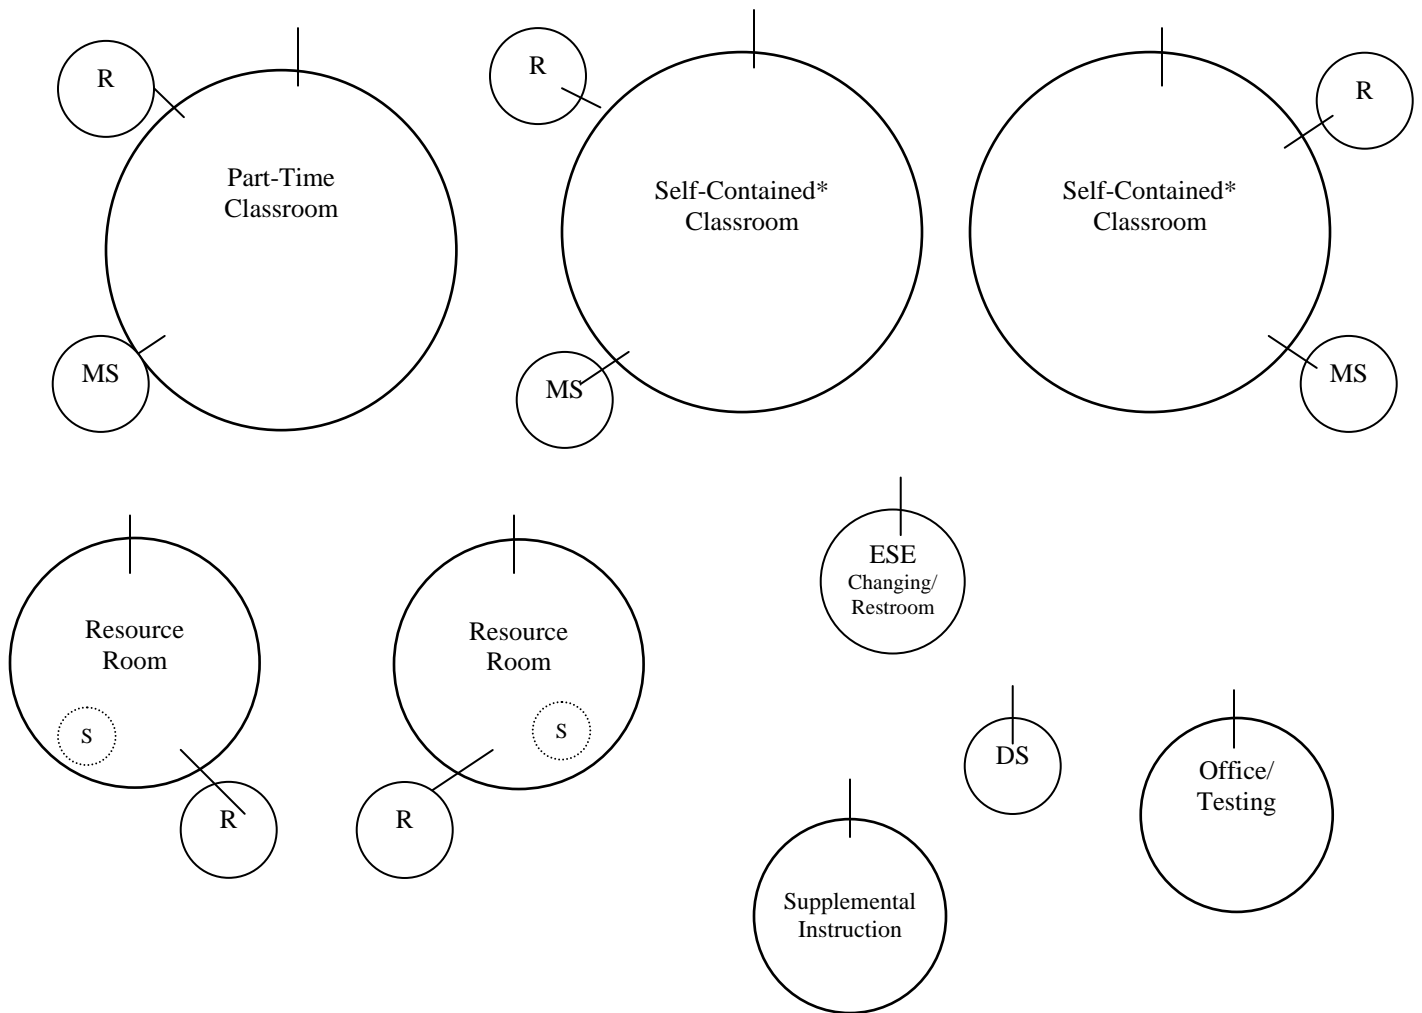 R
Part-Time
Classroom
MS
R
Self-Contained*
Classroom
MS
R
Self-Contained*
Classroom
MS
Resource
Room
S
R
Resource
Room
S
R
ESE
Changing/
Restroom
DS
Office/
Testing
Supplemental
Instruction